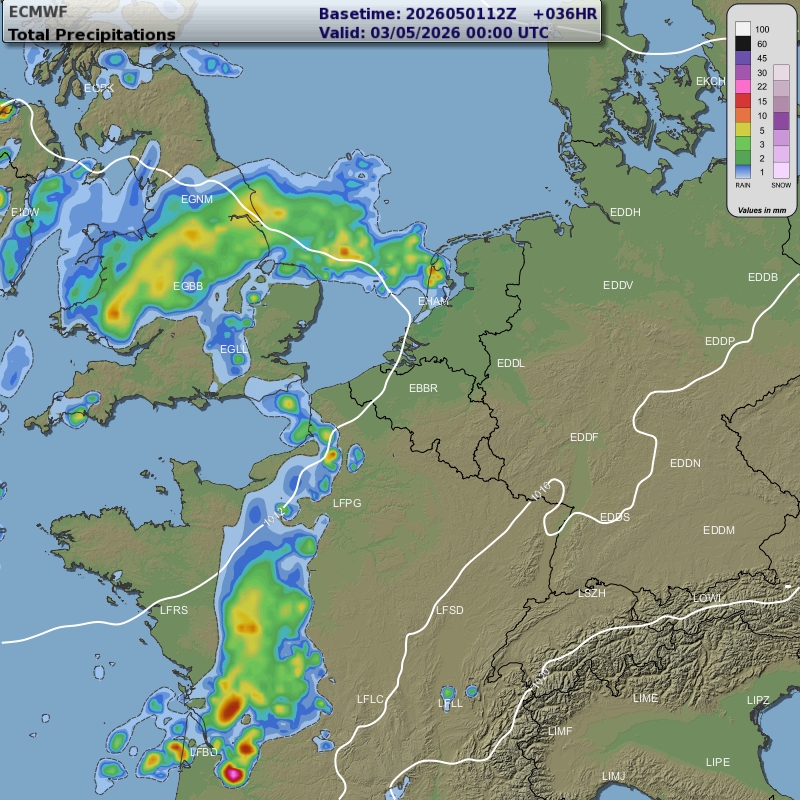 ECMWF
Basetime: 2026050112Z +036HR
Total Precipitations
Valid: 03/05/2026 00:00 UTC
100
60
45
30
22
15
10
5
3
2
1
RAIN
SNOW
Values in mm
EKCH
EGNM
EIDW
EDDH
EGBB
EDDV
EDDB
EHAM
EDDP
EGLL
EDDL
EBBR
EDDF
EDDN
1016
LFPG
1012
EDDS
EDDM
LSZH
LOWI
LFRS
LFSD
LFLC
LFLL
LIME
LIPZ
LIMF
LFBD
LIPE
LIMJ